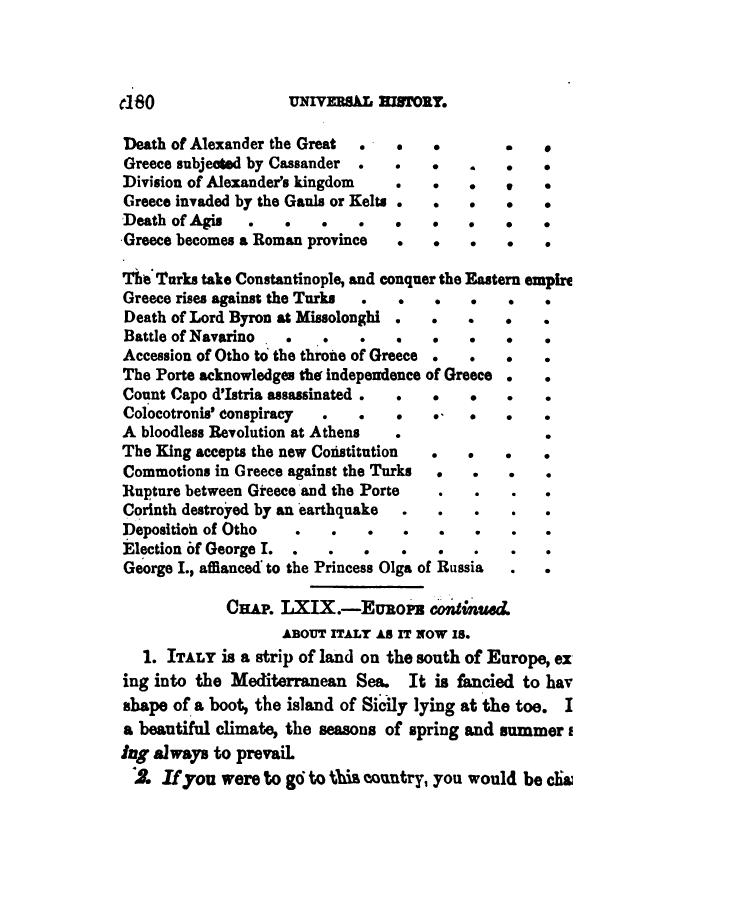 c180 UNIVERSAL HISTORY.
Death of Alexander the Great . . . . .
Greece subjected by Cassander . . . . . .
Division of Alexander's kingdom . . . . .
Greece invaded by the Gauls or Kelts . . . . .
Death of Agis . . . . . . . . .
Greece becomes a Roman province . . . . .
The Turks take Constantinople, and conquer the Eastern empire
Greece rises against the Turks . . . . . .
Death of Lord Byron at Missolonghi . . . . .
Battle of Navarino . . . . . . . .
Accession of Otho to the throne of Greece . . . .
The Porte acknowledges the independence of Greece . .
Count Capo d'Istria assassinated . . . . . .
Colocotronis' conspiracy . . . . . . .
A bloodless Revolution at Athens . .
The King accepts the new Constitution . . . .
Commotions in Greece against the Turks . . . .
Rupture between Greece and the Porte . . . .
Corinth destroyed by an earthquake . . . . .
Deposition of Otho . . . . . . . .
Election of George I. . . . . . . . .
George I., affianced to the Princess Olga of Russia . .
CHAP. LXIX.—EUROPE continued.
ABOUT ITALY AS IT NOW IS.
1. ITALY is a strip of land on the south of Europe, ex
ing into the Mediterranean Sea. It is fancied to hav
shape of a boot, the island of Sicily lying at the toe. I
a beautiful climate, the seasons of spring and summer s
ing always to prevail.
2. If you were to go to this country, you would be cha